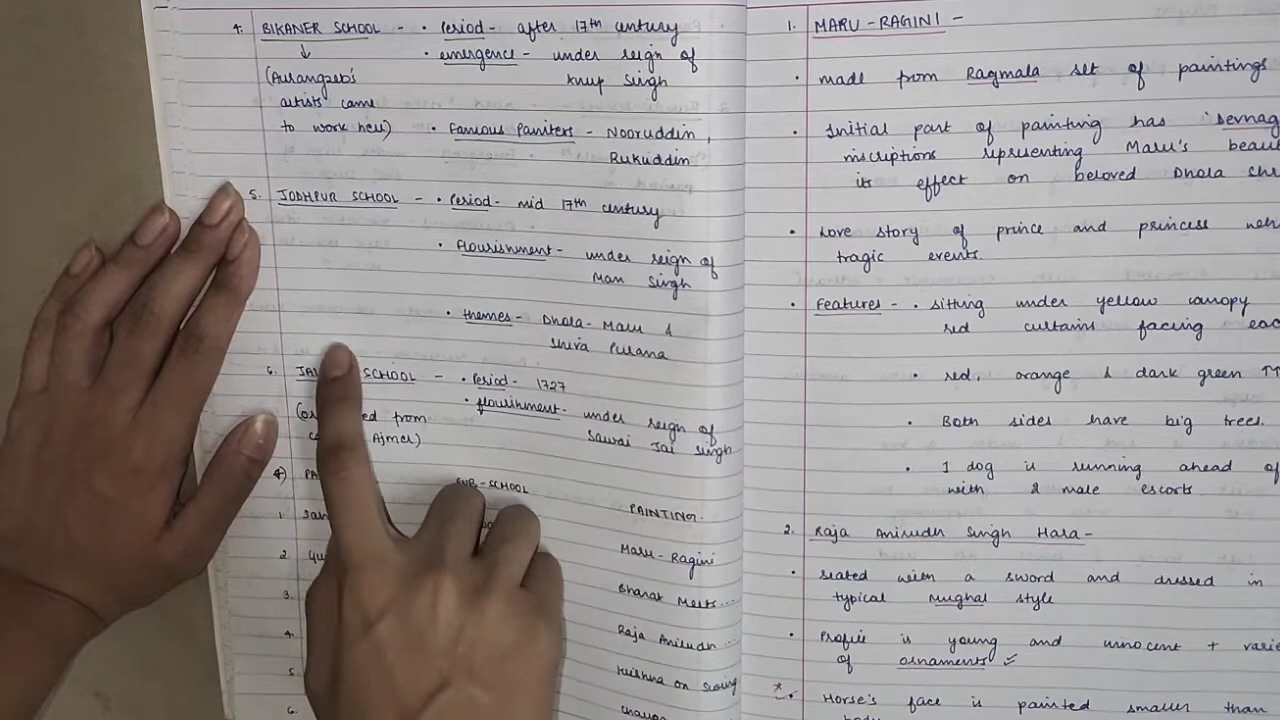 4. BIKANER SCHOOL - • Period - after 17th century
↓ • emergence - under reign of
(Aurangzeb's Knup Singh
artists came
to work here) • Famous Paniters - Nooruddin,
Rukuddin
5. JODHPUR SCHOOL - • Period - mid 17th century
• flourishment - under reign of
Man Singh
• themes - Dhola - Maru &
Shiva Purana
6. SCHOOL - • Period - 1727
• flourishment - under reign of
from Sawai Jai Singh
Ajmer)
SUB-SCHOOL
PAINTING.
1.
2. Maru - Ragini
3. Bharat Meets...
4. Raja Anirudh...
5. Krishna on swing
6.
1. MARU - RAGINI -
• made from Ragmala set of paintings
• Initial part of painting has
inscriptions representing Maru's
its effect on beloved Dhola
• Love story of prince and princess
tragic events.
• Features - • sitting under yellow canopy
red curtains facing
• red, orange & dark green ↑↑
• Both sides have big trees.
• 1 dog is running ahead of
with 2 male escorts
2. Raja Anirudh Singh Hara -
• seated with a sword and dressed in
typical Mughal style
• Profile is young and innocent +
of ornaments
* • Horse's face is painted smaller than
body